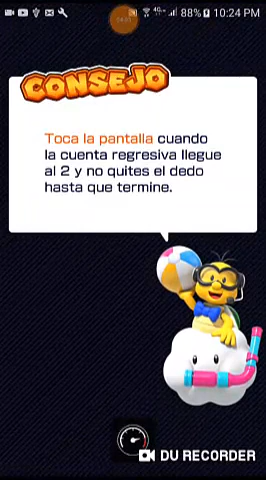 4G 88% 10:24 PM
CONSEJO
Toca la pantalla cuando
la cuenta regresiva llegue
al 2 y no quites el dedo
hasta que termine.
DU RECORDER